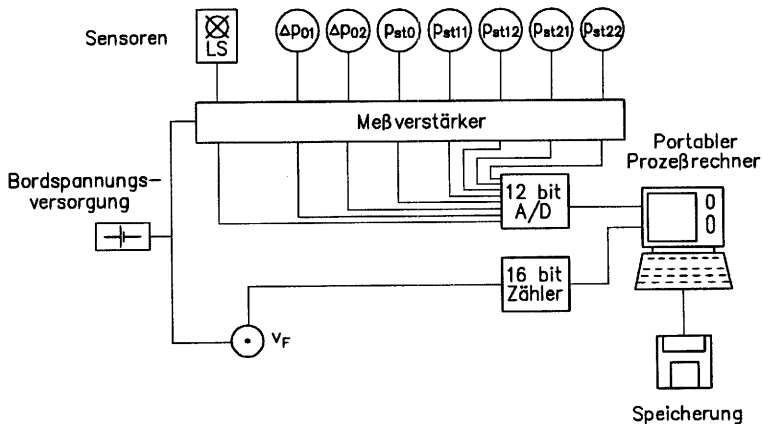 Sensoren
LS
Δp01
Δp02
pst0
pst11
pst12
pst21
pst22
Meßverstärker
Portabler
Prozeßrechner
Bordspannungs-
versorgung
12 bit
A/D
16 bit
Zähler
vF
Speicherung